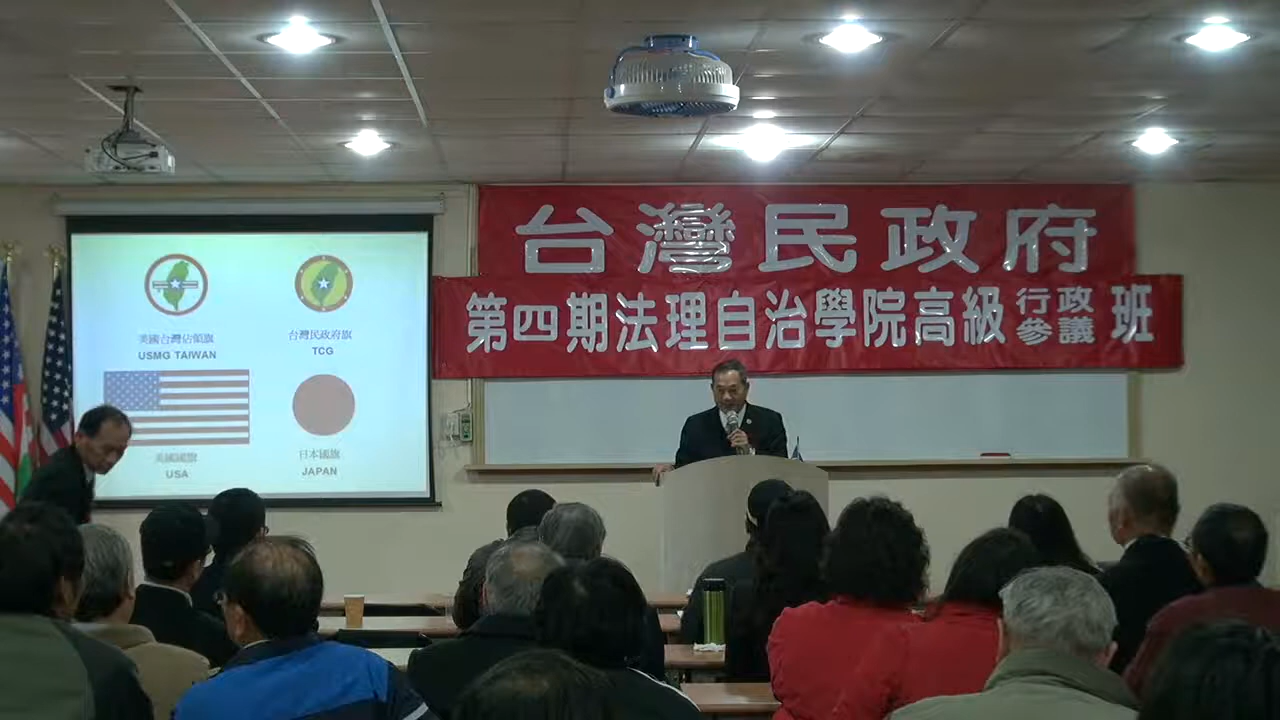 台灣民政府
第四期法理自治學院高級行政參議班
美國台灣佔領旗
USMG TAIWAN
台灣民政府旗
TCG
美國國旗
USA
日本國旗
JAPAN